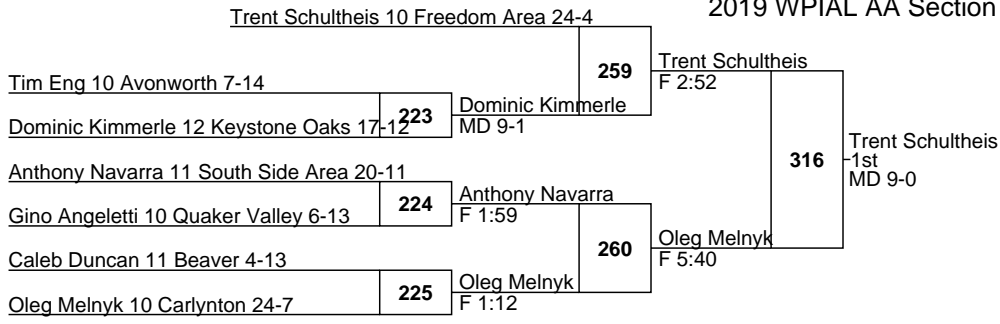 2019 WPIAL AA Section
Trent Schultheis 10 Freedom Area 24-4
259
Trent Schultheis
F 2:52
Tim Eng 10 Avonworth 7-14
223
Dominic Kimmerle
MD 9-1
Dominic Kimmerle 12 Keystone Oaks 17-12
316
Trent Schultheis
1st
MD 9-0
Anthony Navarra 11 South Side Area 20-11
224
Anthony Navarra
F 1:59
Gino Angeletti 10 Quaker Valley 6-13
260
Oleg Melnyk
F 5:40
Caleb Duncan 11 Beaver 4-13
225
Oleg Melnyk
F 1:12
Oleg Melnyk 10 Carlynton 24-7